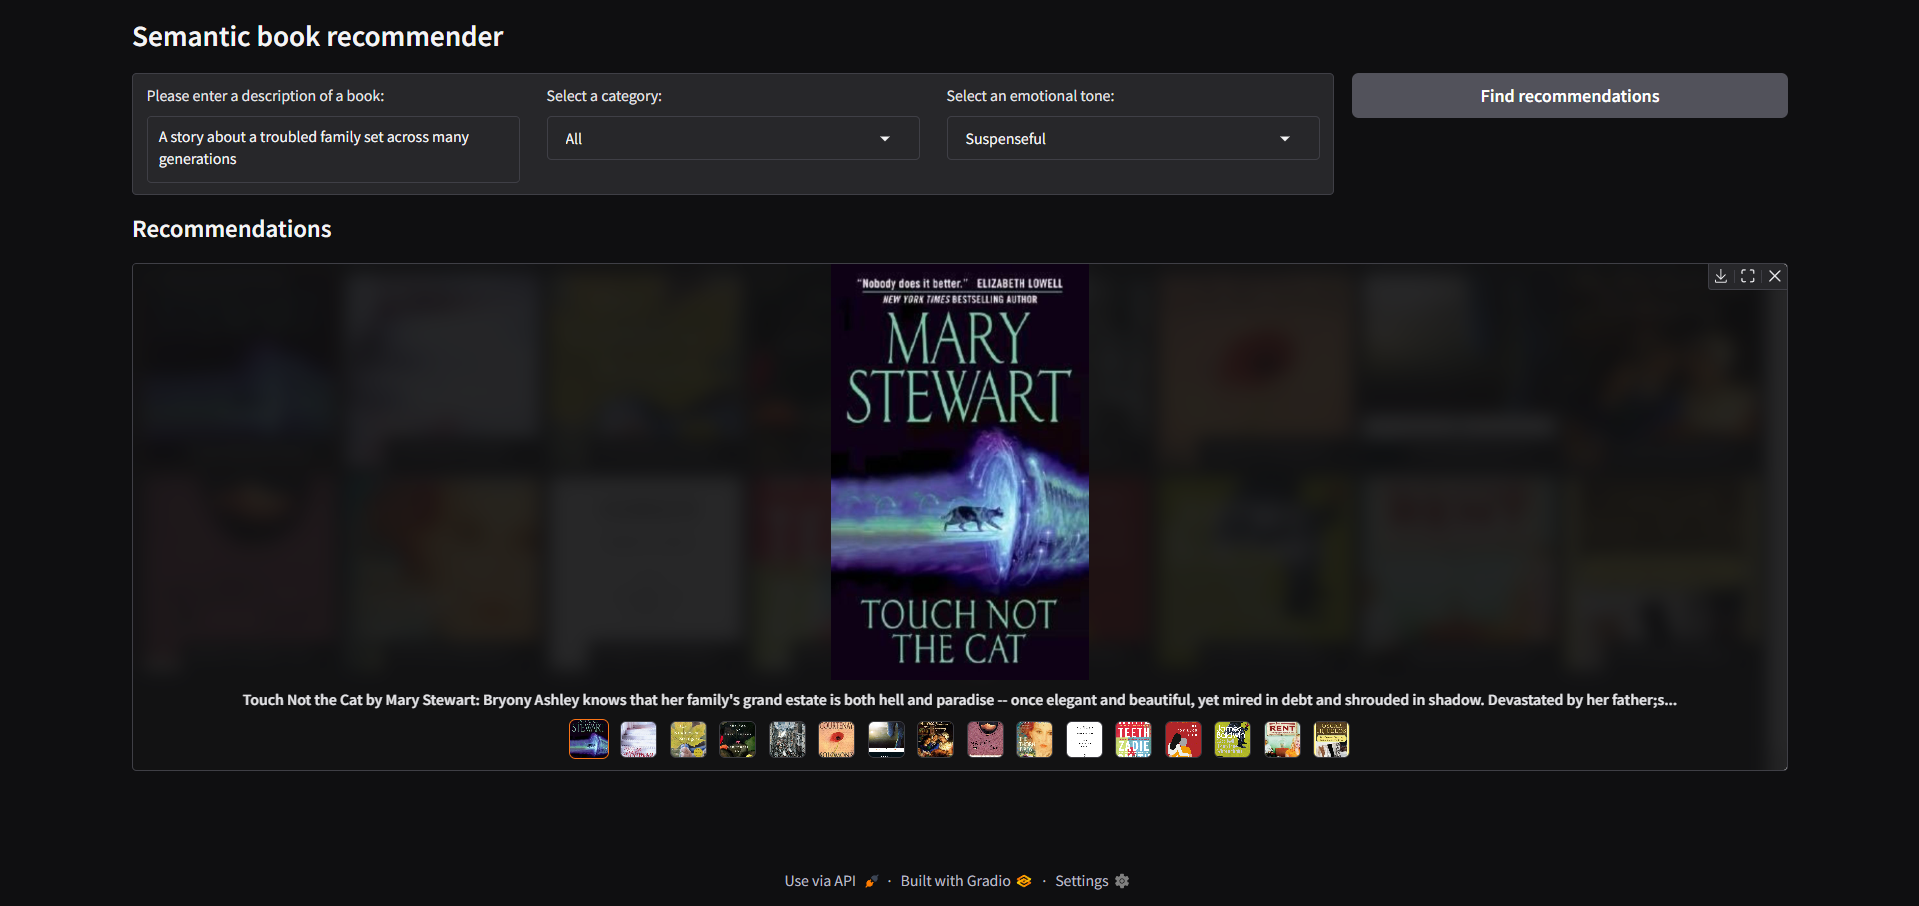 Semantic book recommender
Please enter a description of a book:
Select a category:
Select an emotional tone:
Find recommendations
A story about a troubled family set across many
generations
All
Suspenseful
Recommendations
"Nobody does it better." ELIZABETH LOWELL
NEW YORK TIMES BESTSELLING AUTHOR
MARY
STEWART
TOUCH NOT
THE CAT
Touch Not the Cat by Mary Stewart: Bryony Ashley knows that her family's grand estate is both hell and paradise -- once elegant and beautiful, yet mired in debt and shrouded in shadow. Devastated by her father;s...
STEWART
TEETH
ZADIE
Use via API · Built with Gradio · Settings